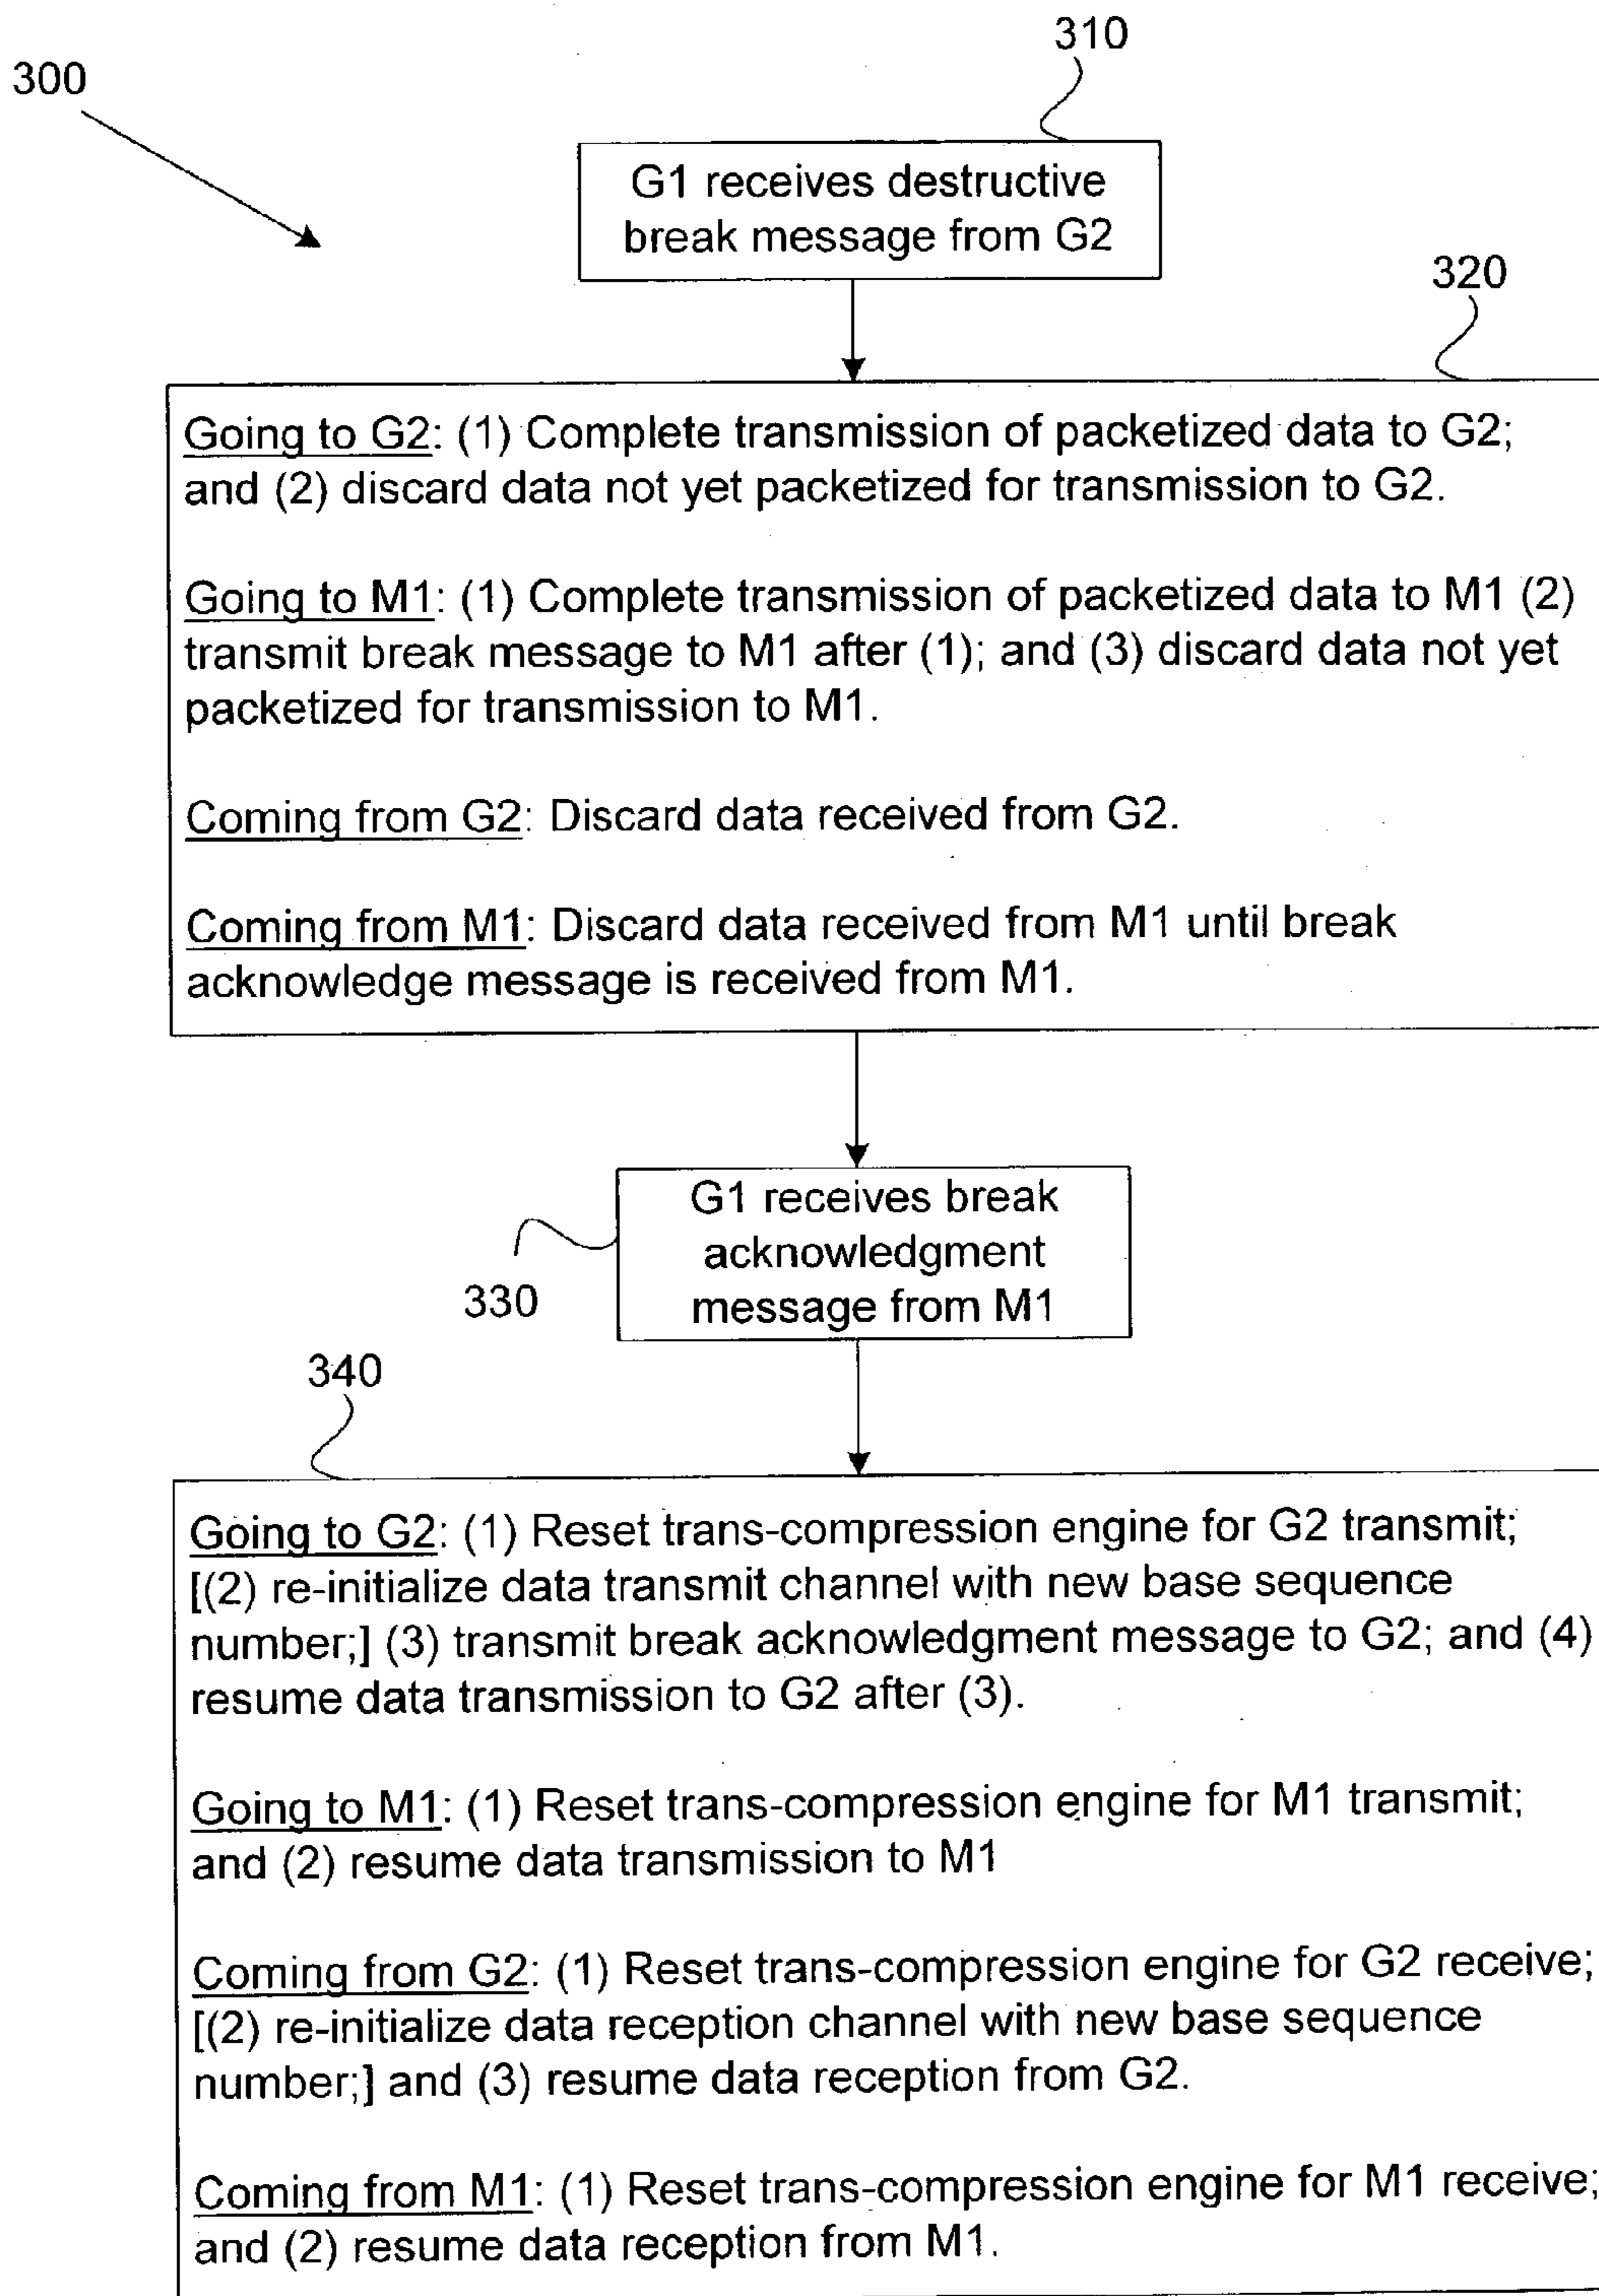 310
300
G1 receives destructive
break message from G2
320
Going to G2: (1) Complete transmission of packetized data to G2;
and (2) discard data not yet packetized for transmission to G2.
Going to M1: (1) Complete transmission of packetized data to M1 (2)
transmit break message to M1 after (1); and (3) discard data not yet
packetized for transmission to M1.
Coming from G2: Discard data received from G2.
Coming from M1: Discard data received from M1 until break
acknowledge message is received from M1.
G1 receives break
acknowledgment
message from M1
330
340
Going to G2: (1) Reset trans-compression engine for G2 transmit;
[(2) re-initialize data transmit channel with new base sequence
number;] (3) transmit break acknowledgment message to G2; and (4)
resume data transmission to G2 after (3).
Going to M1: (1) Reset trans-compression engine for M1 transmit;
and (2) resume data transmission to M1
Coming from G2: (1) Reset trans-compression engine for G2 receive;
[(2) re-initialize data reception channel with new base sequence
number;] and (3) resume data reception from G2.
Coming from M1: (1) Reset trans-compression engine for M1 receive;
and (2) resume data reception from M1.